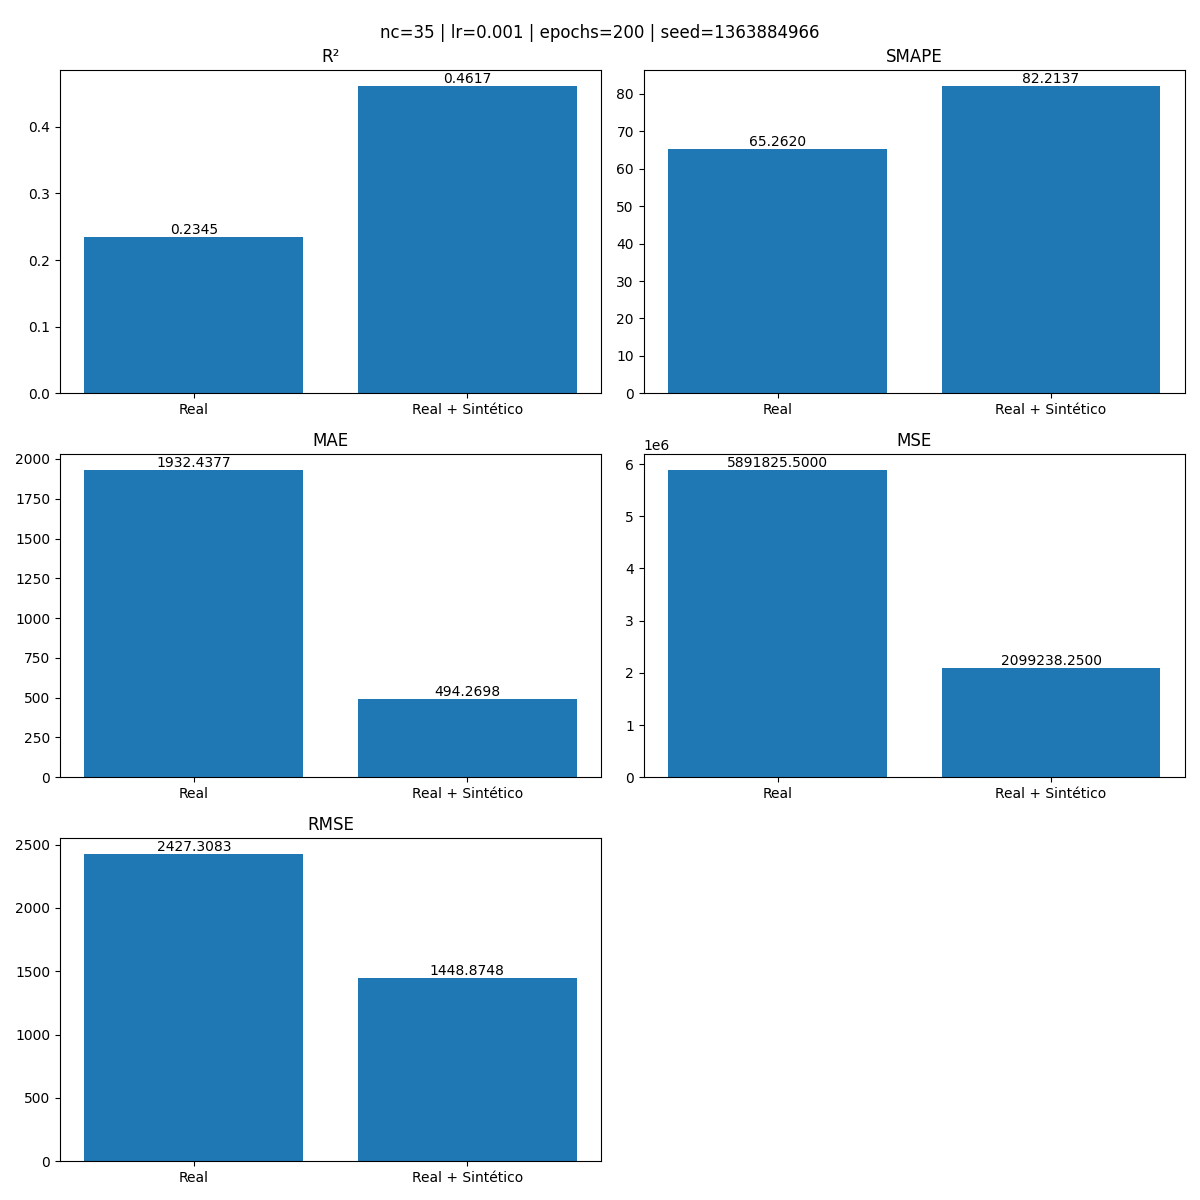 nc=35 | lr=0.001 | epochs=200 | seed=1363884966
R²
0.4617
0.2345
0.4
0.3
0.2
0.1
0.0
Real
Real + Sintético
SMAPE
82.2137
65.2620
80
70
60
50
40
30
20
10
0
Real
Real + Sintético
MAE
1932.4377
494.2698
2000
1750
1500
1250
1000
750
500
250
0
Real
Real + Sintético
MSE
1e6
5891825.5000
2099238.2500
6
5
4
3
2
1
0
Real
Real + Sintético
RMSE
2427.3083
1448.8748
2500
2000
1500
1000
500
0
Real
Real + Sintético